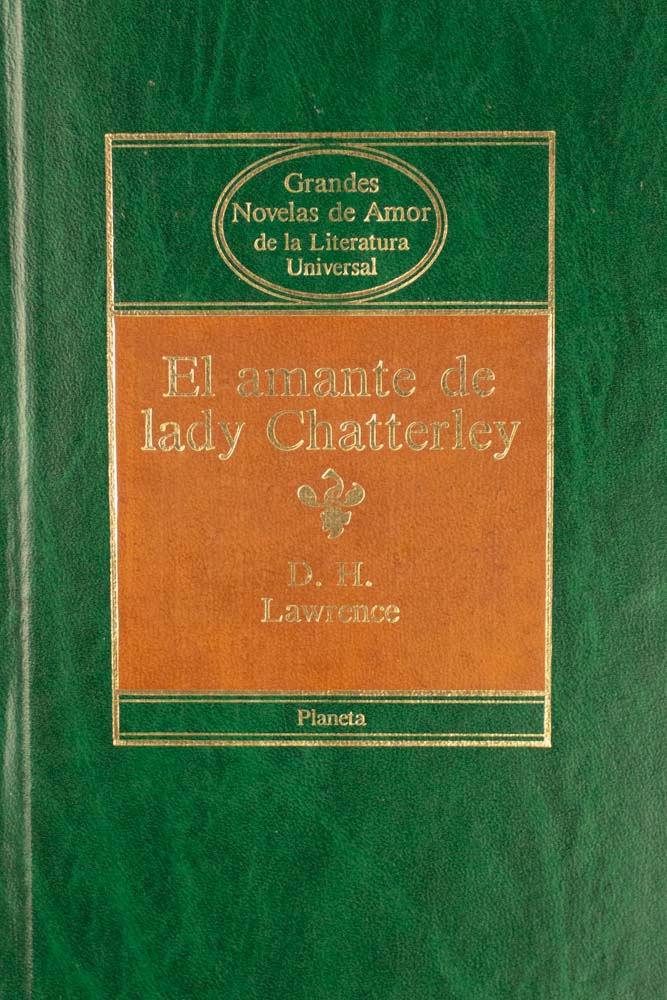 Grandes
Novelas de Amor
de la Literatura
Universal
El amante de
lady Chatterley
D. H.
Lawrence
Planeta